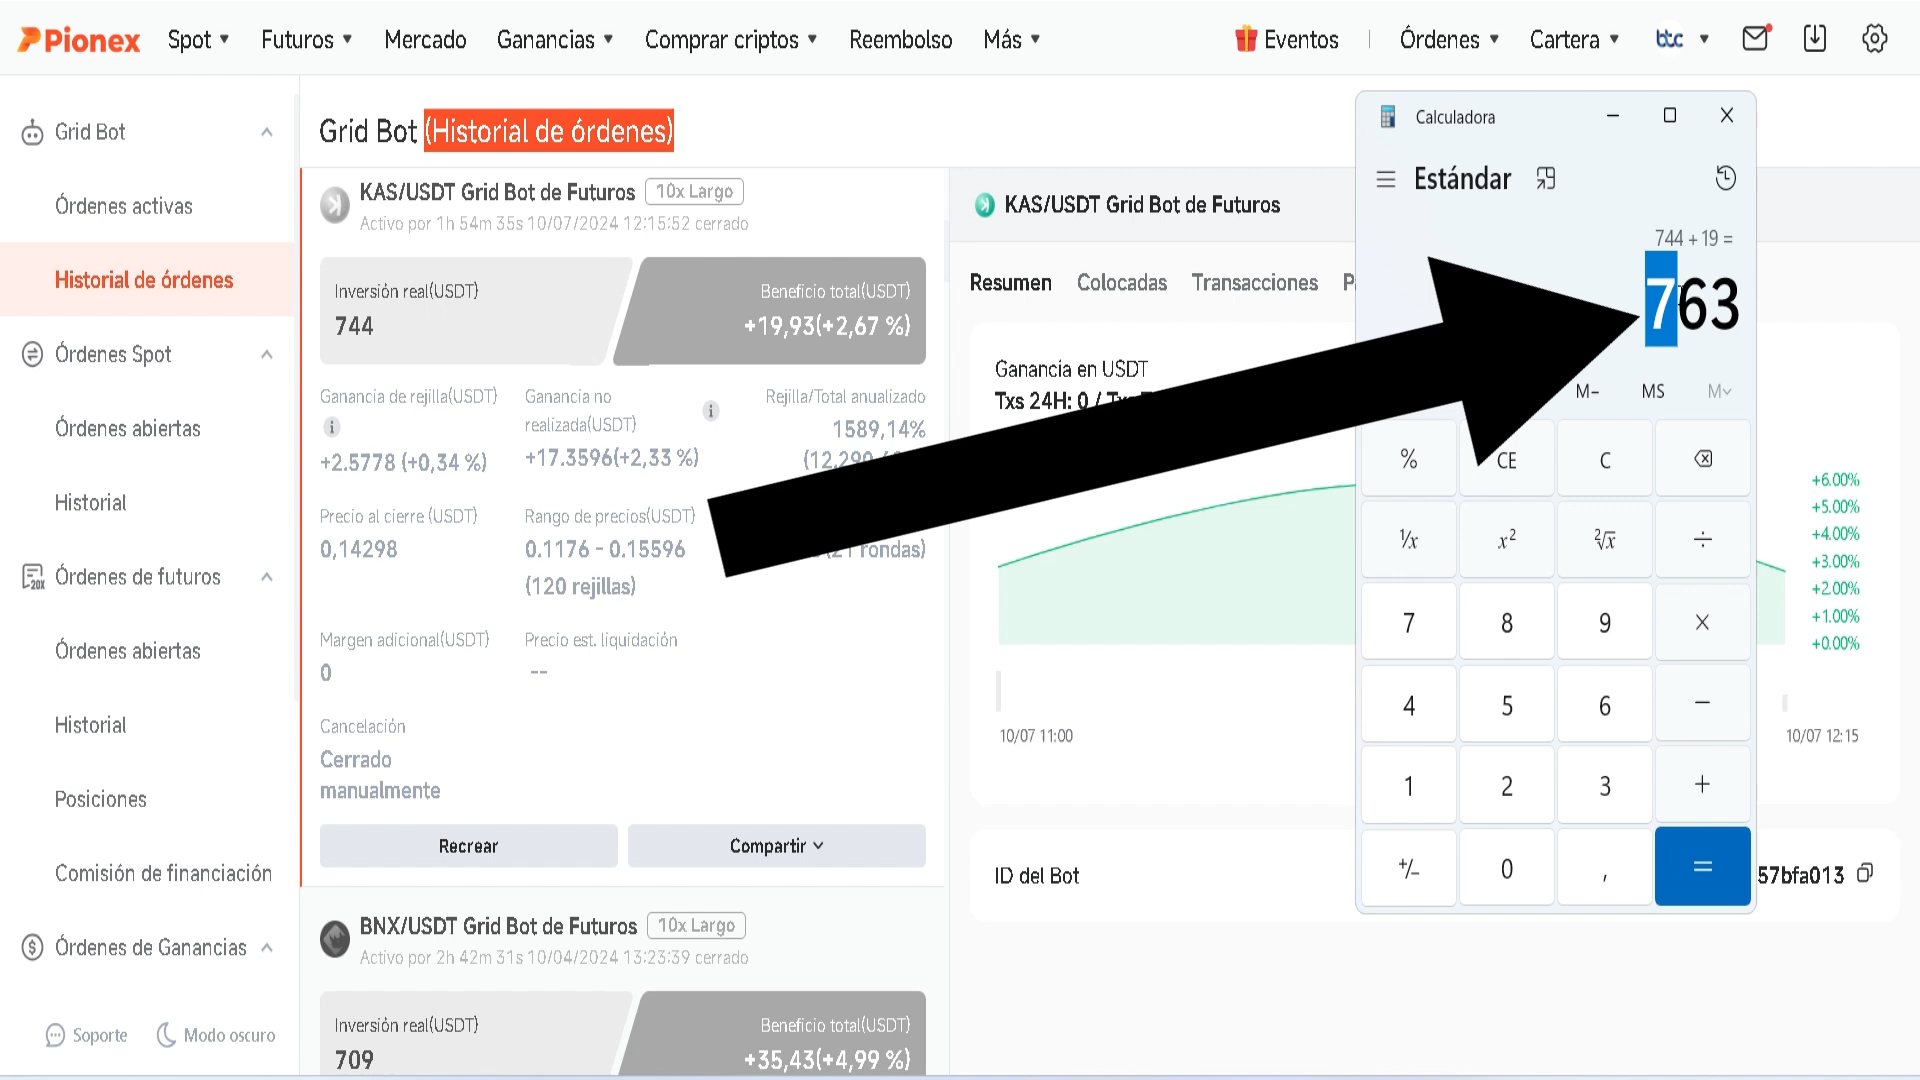 Pionex Spot Futuros Mercado Ganancias Comprar criptos Reembolso Más Eventos Órdenes Cartera btc
Grid Bot
Órdenes activas
Historial de órdenes
Órdenes Spot
Órdenes abiertas
Historial
20X Órdenes de futuros
Órdenes abiertas
Historial
Posiciones
Comisión de financiación
Órdenes de Ganancias
Soporte Modo oscuro
Grid Bot (Historial de órdenes)
KAS/USDT Grid Bot de Futuros 10x Largo
Activo por 1h 54m 35s 10/07/2024 12:15:52 cerrado
Inversión real(USDT) Beneficio total(USDT)
744 +19,93(+2,67 %)
Ganancia de rejilla(USDT) Ganancia no realizada(USDT) Rejilla/Total anualizado
+2.5778 (+0,34 %) +17.3596(+2,33 %) 1589,14%
(12,290
Precio al cierre (USDT) Rango de precios(USDT)
0,14298 0.1176 - 0.15596 rondas)
(120 rejillas)
Margen adicional(USDT) Precio est. liquidación
0 --
Cancelación
Cerrado
manualmente
Recrear Compartir
BNX/USDT Grid Bot de Futuros 10x Largo
Activo por 2h 42m 31s 10/04/2024 13:23:39 cerrado
Inversión real(USDT) Beneficio total(USDT)
709 +35,43(+4,99 %)
KAS/USDT Grid Bot de Futuros
Resumen Colocadas Transacciones
Ganancia en USDT
Txs 24H: 0 /
+6.00%
+5.00%
+4.00%
+3.00%
+2.00%
+1.00%
+0.00%
10/07 11:00 10/07 12:15
ID del Bot 57bfa013
Calculadora
Estándar
744 + 19 =
763
M- MS M
% CE C
1/x x² ²√x ÷
7 8 9 ×
4 5 6 −
1 2 3 +
+/- 0 , =